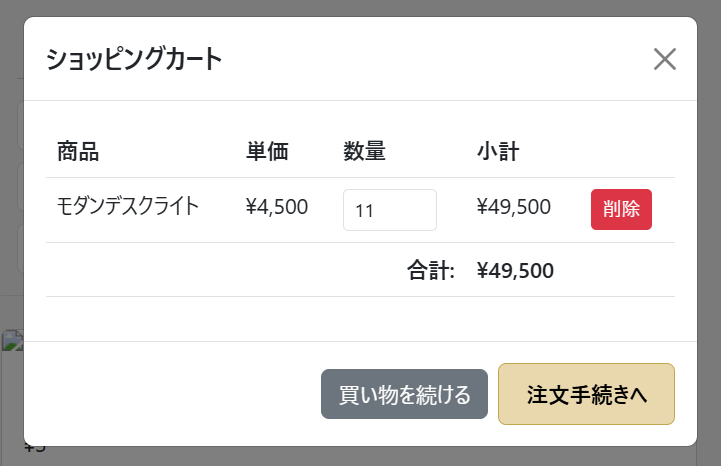 ショッピングカート
商品 単価 数量 小計
モダンデスクライト ¥4,500 11 ¥49,500 削除
合計: ¥49,500
買い物を続ける 注文手続きへ